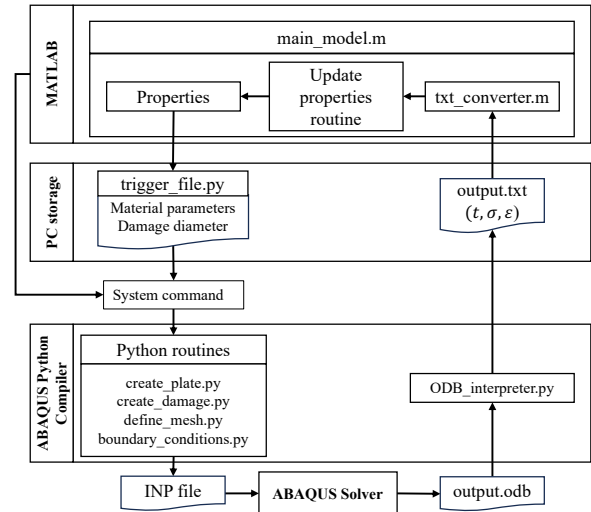 MATLAB
main_model.m
Properties
Update
properties
routine
txt_converter.m
PC storage
trigger_file.py
Material parameters
Damage diameter
output.txt
(t, σ, ε)
System command
ABAQUS Python
Compiler
Python routines
create_plate.py
create_damage.py
define_mesh.py
boundary_conditions.py
ODB_interpreter.py
INP file
ABAQUS Solver
output.odb